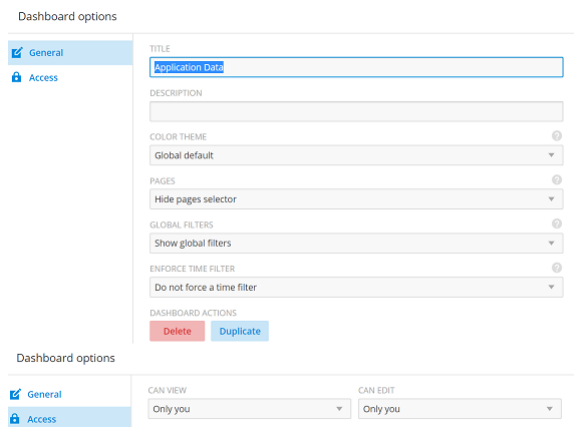 Dashboard options
General
Access
TITLE
Application Data
DESCRIPTION
COLOR THEME
Global default
PAGES
Hide pages selector
GLOBAL FILTERS
Show global filters
ENFORCE TIME FILTER
Do not force a time filter
DASHBOARD ACTIONS
Delete Duplicate
Dashboard options
General
Access
CAN VIEW CAN EDIT
Only you Only you